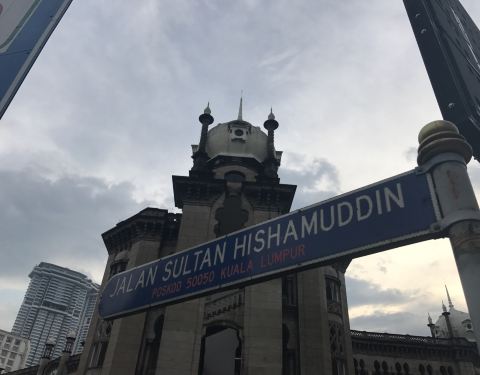 JALAN SULTAN HISHAMUDDIN
POSKOD 50050 KUALA LUMPUR